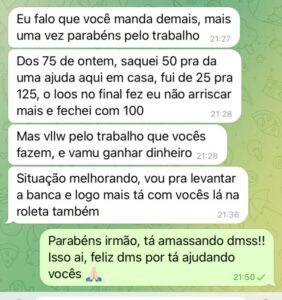 Eu falo que você manda demais, mais
uma vez parabéns pelo trabalho
21:27
Dos 75 de ontem, saquei 50 pra da
uma ajuda aqui em casa, fui de 25 pra
125, o loos no final fez eu não arriscar
mais e fechei com 100
21:28
Mas vllw pelo trabalho que vocês
fazem, e vamu ganhar dinheiro 21:28
Situação melhorando, vou pra levantar
a banca e logo mais tá com vocês lá na
roleta também
21:36
Parabéns irmão, tá amassando dmss!!
Isso ai, feliz dms por tá ajudando
vocês 🙏🏻
21:50